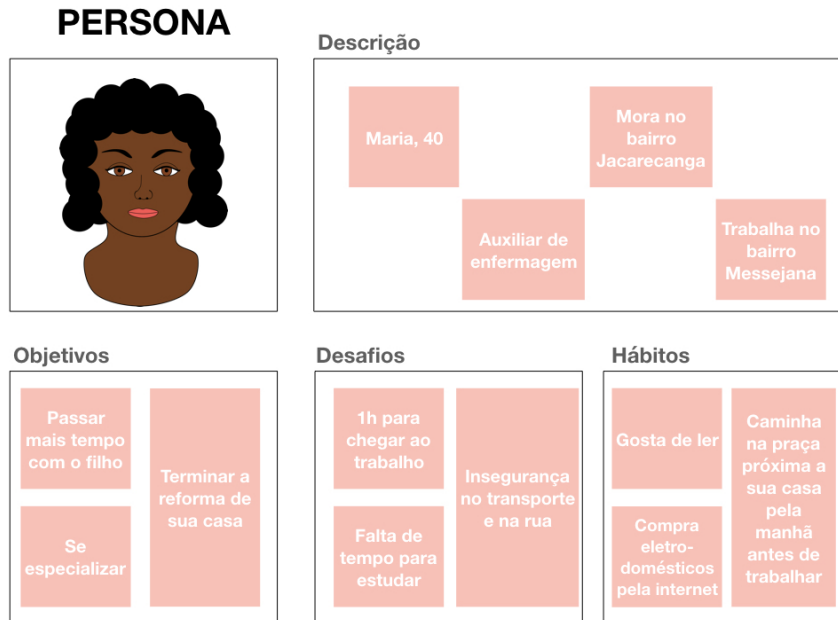 PERSONA
Descrição
Maria, 40
Mora no
bairro
Jacarecanga
Auxiliar de
enfermagem
Trabalha no
bairro
Messejana
Objetivos
Passar
mais tempo
com o filho
Terminar a
reforma de
sua casa
Se
especializar
Desafios
1h para
chegar ao
trabalho
Insegurança
no transporte
e na rua
Falta de
tempo para
estudar
Hábitos
Gosta de ler
Caminha
na praça
próxima a
sua casa
pela
manhã
antes de
trabalhar
Compra
eletro-
domésticos
pela internet